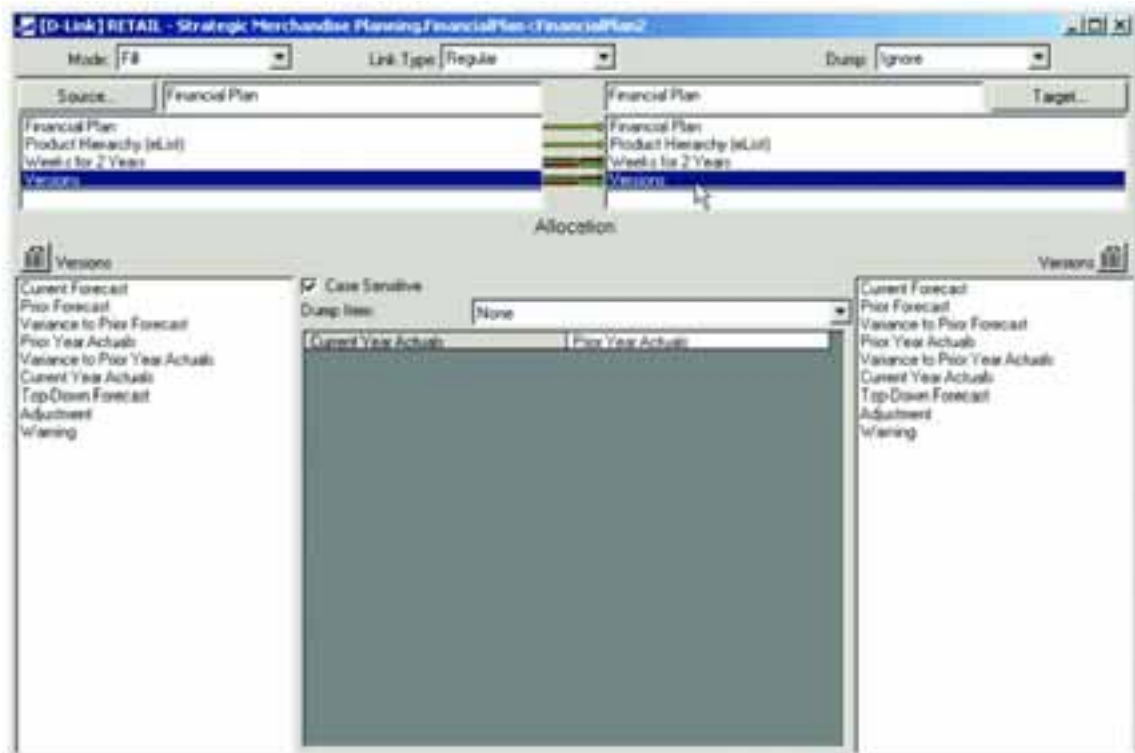 [D-Link] RETAIL - Strategic Merchandise Planning.FinancialPlan<FinancialPlan2
Mode: Fill Link Type: Regular Dump: Ignore
Source... Financial Plan Financial Plan Target...
Financial Plan Financial Plan
Product Hierarchy (eList) Product Hierarchy (eList)
Weeks for 2 Years Weeks for 2 Years
Versions Versions
Allocation
Versions Versions
Current Forecast
Prior Forecast
Variance to Prior Forecast
Prior Year Actuals
Variance to Prior Year Actuals
Current Year Actuals
Top-Down Forecast
Adjustment
Warning
Case Sensitive
Dump Item: None
Current Year Actuals Prior Year Actuals
Current Forecast
Prior Forecast
Variance to Prior Forecast
Prior Year Actuals
Variance to Prior Year Actuals
Current Year Actuals
Top-Down Forecast
Adjustment
Warning